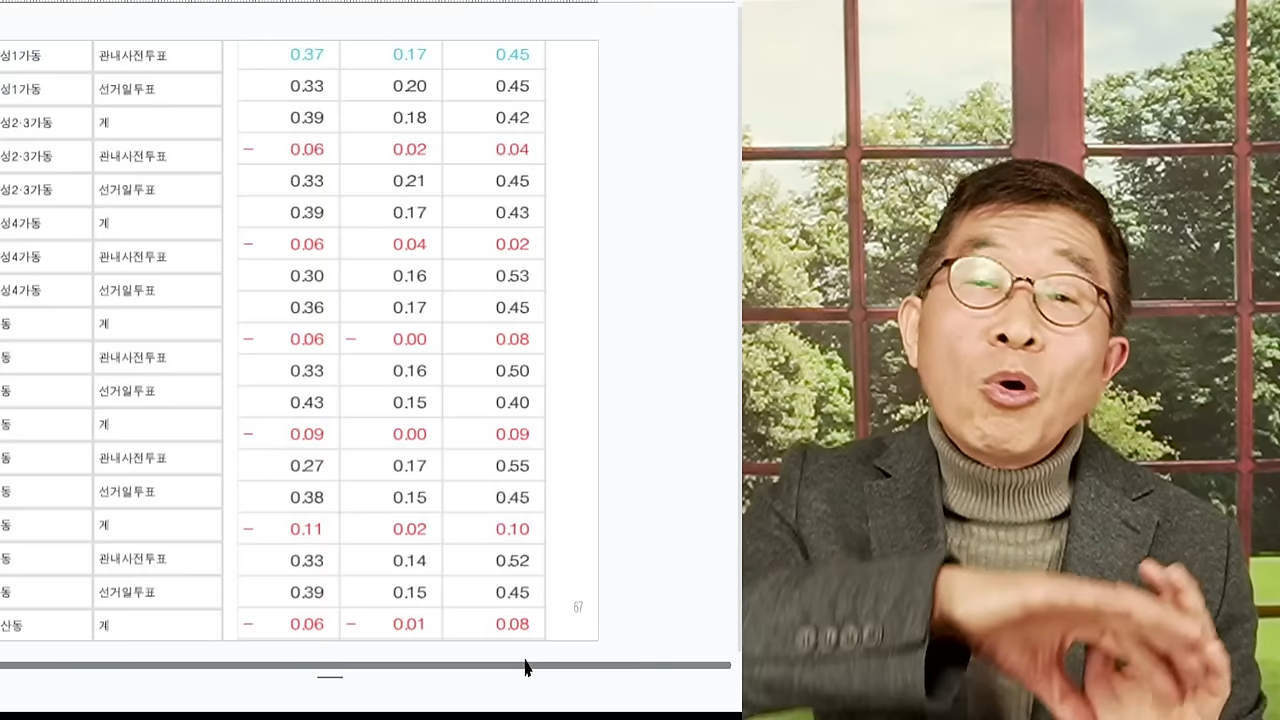 성1가동 관내사전투표 0.37 0.17 0.45
성1가동 선거일투표 0.33 0.20 0.45
성2·3가동 계 0.39 0.18 0.42
성2·3가동 관내사전투표 - 0.06 0.02 0.04
성2·3가동 선거일투표 0.33 0.21 0.45
성4가동 계 0.39 0.17 0.43
성4가동 관내사전투표 - 0.06 0.04 0.02
성4가동 선거일투표 0.30 0.16 0.53
동 계 0.36 0.17 0.45
동 관내사전투표 - 0.06 - 0.00 0.08
동 선거일투표 0.33 0.16 0.50
동 계 0.43 0.15 0.40
동 관내사전투표 - 0.09 0.00 0.09
동 선거일투표 0.27 0.17 0.55
동 계 0.38 0.15 0.45
동 관내사전투표 - 0.11 0.02 0.10
동 선거일투표 0.33 0.14 0.52
산동 계 0.39 0.15 0.45
- 0.06 - 0.01 0.08
67